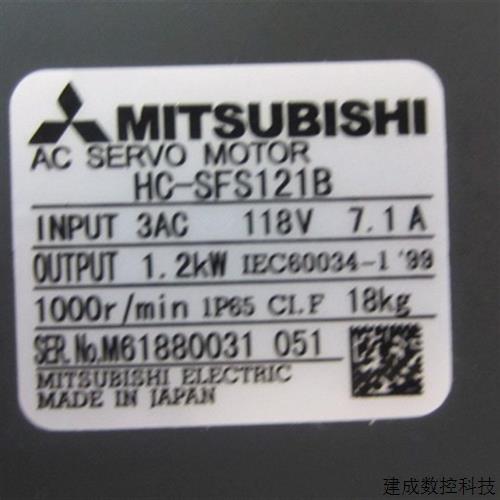 MITSUBISHI
AC SERVO MOTOR
HC-SFS121B
INPUT 3AC 118V 7.1A
OUTPUT 1.2kW IEC60034-1 '99
1000r/min IP65 CI.F 18kg
SER.No.M61880031 051
MITSUBISHI ELECTRIC
MADE IN JAPAN
建成数控科技